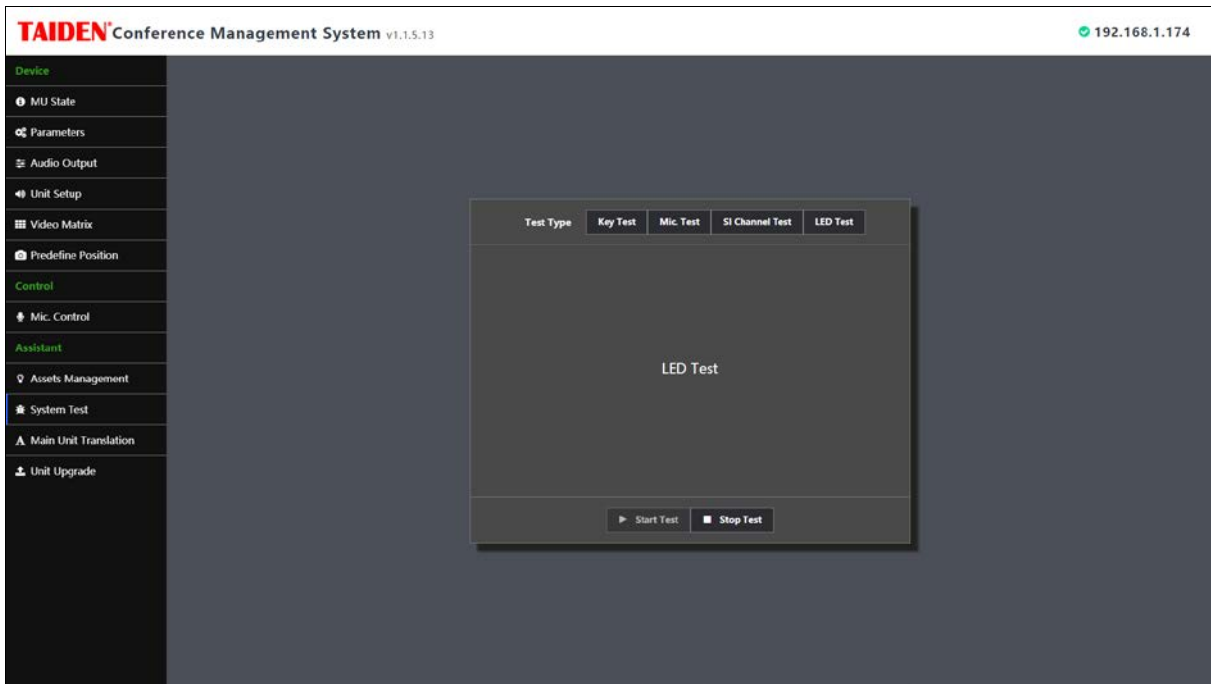 TAIDEN® Conference Management System v1.1.5.13
192.168.1.174
Device
MU State
Parameters
Audio Output
Unit Setup
Video Matrix
Predefine Position
Control
Mic. Control
Assistant
Assets Management
System Test
Main Unit Translation
Unit Upgrade
Test Type Key Test Mic. Test SI Channel Test LED Test
LED Test
Start Test Stop Test